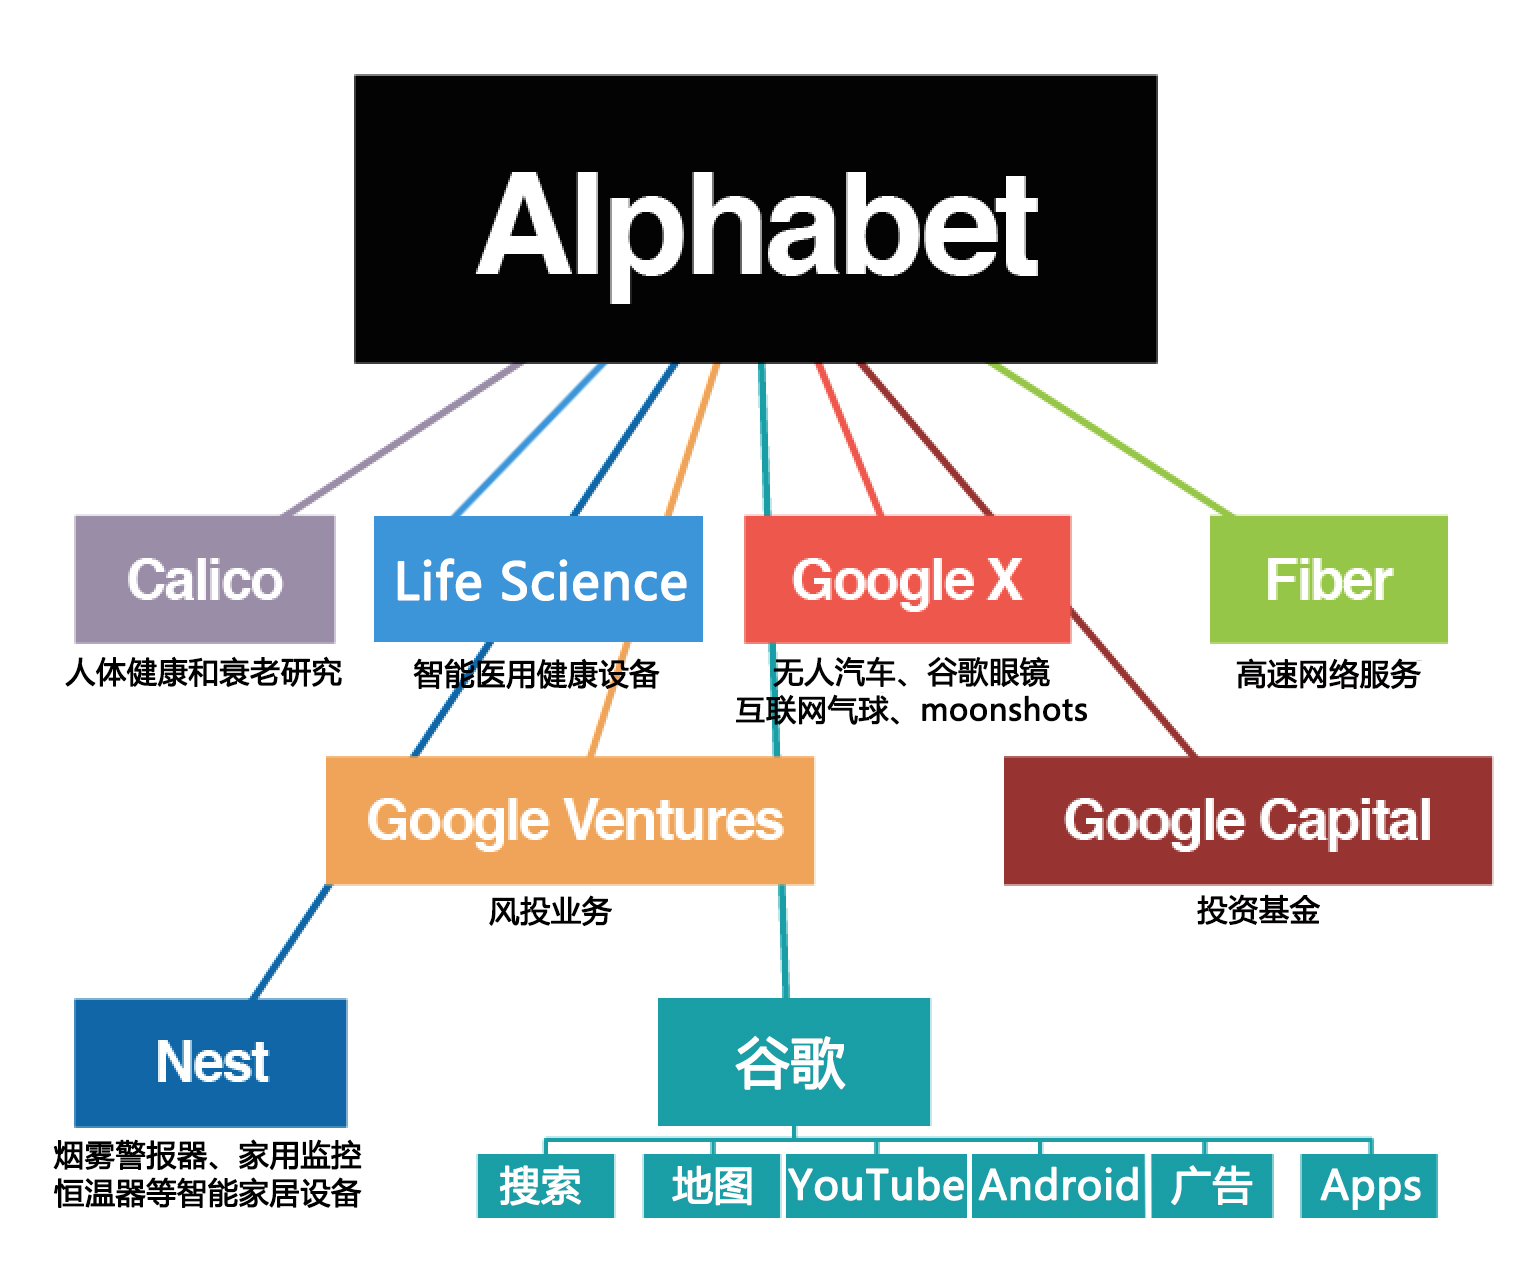 Alphabet
Calico
Life Science
Google X
Fiber
人体健康和衰老研究
智能医用健康设备
无人汽车、谷歌眼镜
互联网气球、moonshots
高速网络服务
Google Ventures
Google Capital
风投业务
投资基金
Nest
谷歌
烟雾警报器、家用监控
恒温器等智能家居设备
搜索
地图
YouTube
Android
广告
Apps